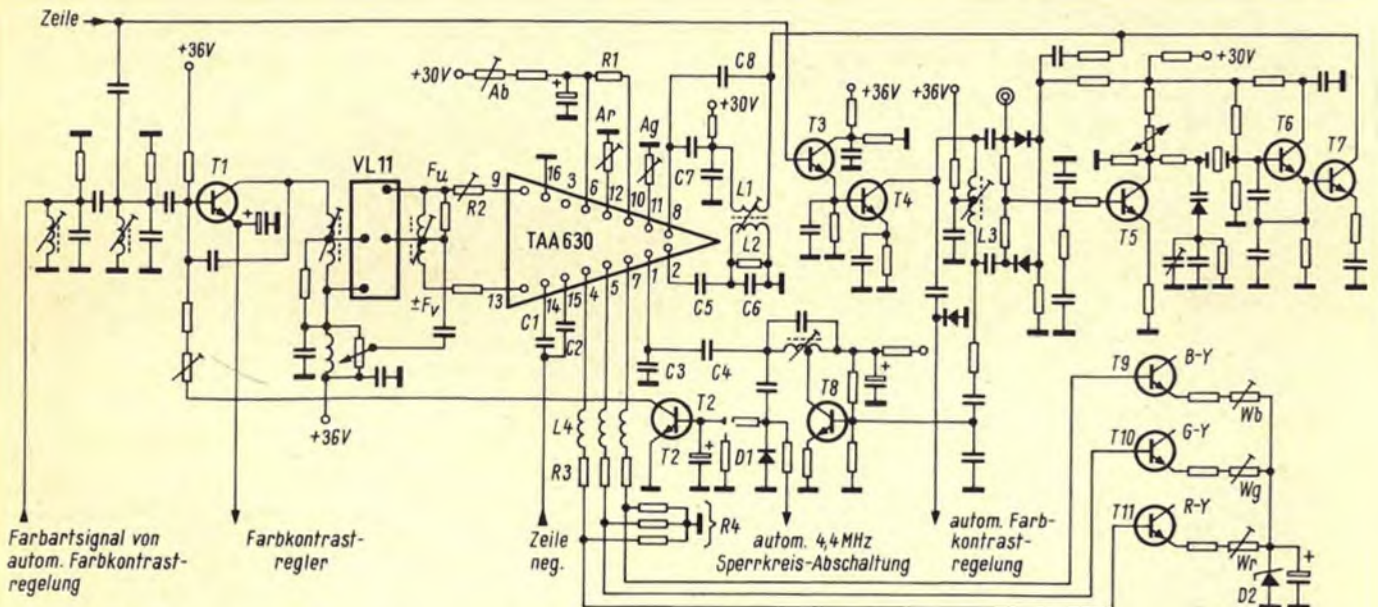 Zeile
+36V
T1
VL11
Fu
R2
±Fv
+36V
+30V
Ab
R1
Ar
Ag
9
16
3
6
12
10
11
8
TAA630
13
14
15
4
5
7
1
2
C1
C2
C8
+30V
C7
L1
L2
C5
C6
C3
C4
L4
R3
R4
T2
T2
D1
T8
+36V
T3
T4
+36V
L3
+30V
T5
T6
T7
T9
B-Y
Wb
T10
G-Y
Wg
T11
R-Y
Wr
D2
Farbartsignal von
autom. Farbkontrast-
regelung
Farbkontrast-
regler
Zeile
neg.
autom. 4,4 MHz
Sperrkreis-Abschaltung
autom. Farb-
kontrast-
regelung